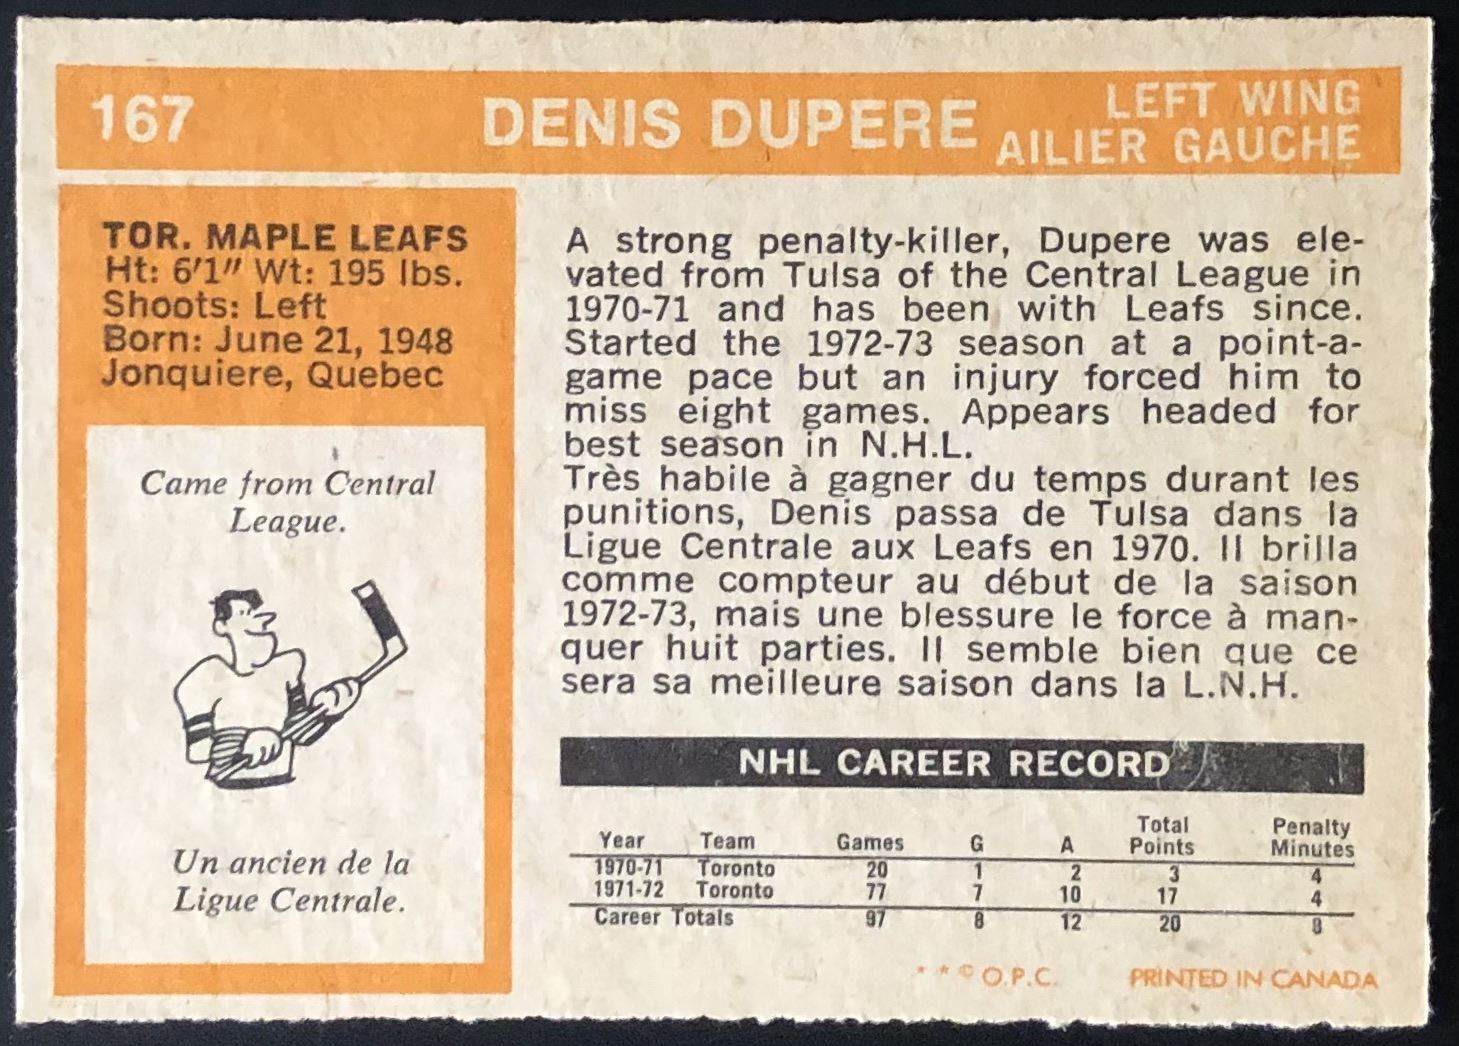 167
DENIS DUPERE
LEFT WING
AILIER GAUCHE
TOR. MAPLE LEAFS
Ht: 6'1" Wt: 195 lbs.
Shoots: Left
Born: June 21, 1948
Jonquiere, Quebec
Came from Central
League.
Un ancien de la
Ligue Centrale.
A strong penalty-killer, Dupere was ele-
vated from Tulsa of the Central League in
1970-71 and has been with Leafs since.
Started the 1972-73 season at a point-a-
game pace but an injury forced him to
miss eight games. Appears headed for
best season in N.H.L.
Très habile à gagner du temps durant les
punitions, Denis passa de Tulsa dans la
Ligue Centrale aux Leafs en 1970. Il brilla
comme compteur au début de la saison
1972-73, mais une blessure le force à man-
quer huit parties. Il semble bien que ce
sera sa meilleure saison dans la L.N.H.
NHL CAREER RECORD
Year Team Games G A Total Points Penalty Minutes
1970-71 Toronto 20 1 2 3 4
1971-72 Toronto 77 7 10 17 4
Career Totals 97 8 12 20 8
* * © O.P.C. PRINTED IN CANADA